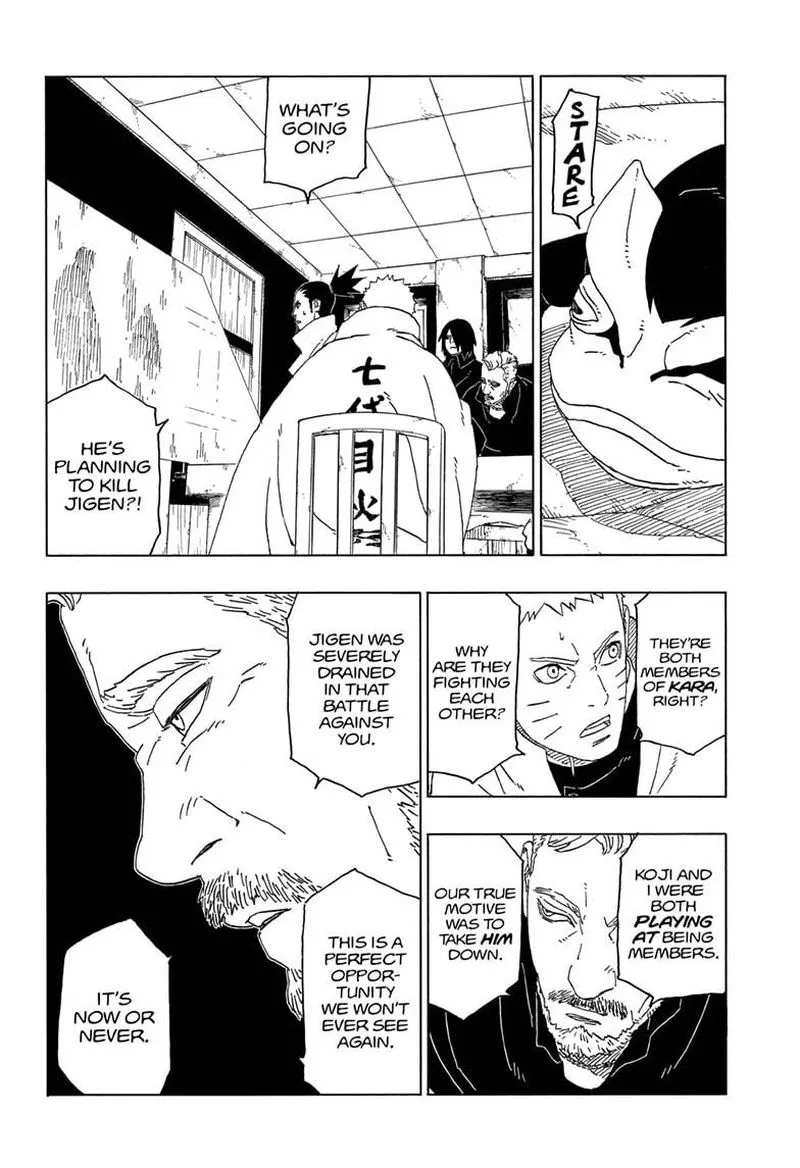 STARE
WHAT'S
GOING
ON?
七代目火
HE'S
PLANNING
TO KILL
JIGEN?!
THEY'RE
BOTH
MEMBERS
OF KARA,
RIGHT?
WHY
ARE THEY
FIGHTING
EACH
OTHER?
KOJI AND
I WERE
BOTH
PLAYING
AT BEING
MEMBERS.
OUR TRUE
MOTIVE
WAS TO
TAKE HIM
DOWN.
JIGEN WAS
SEVERELY
DRAINED
IN THAT
BATTLE
AGAINST
YOU.
THIS IS A
PERFECT
OPPOR-
TUNITY
WE WON'T
EVER SEE
AGAIN.
IT'S
NOW OR
NEVER.